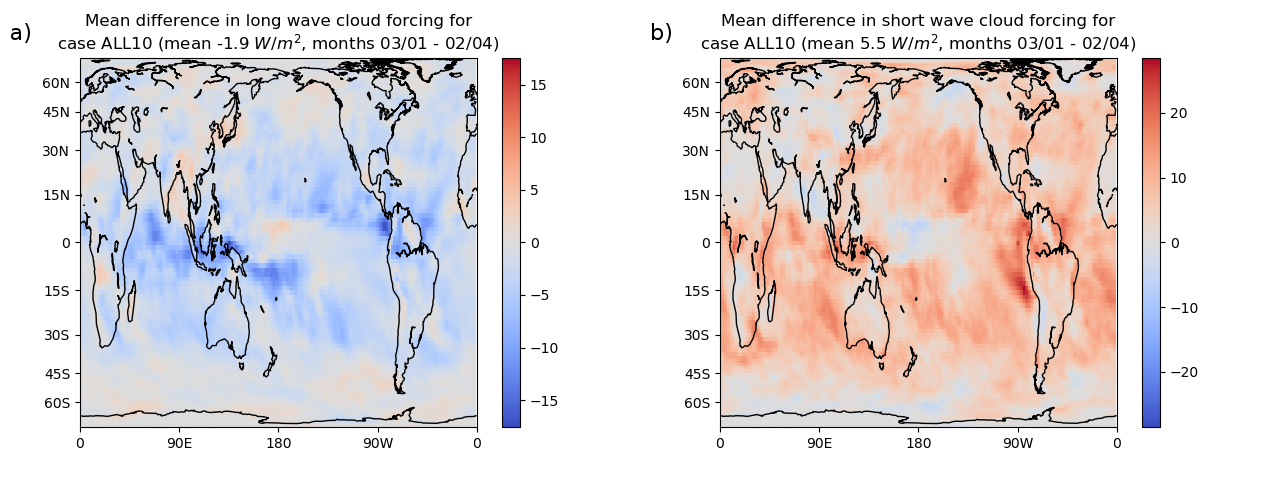 a)
Mean difference in long wave cloud forcing for
case ALL10 (mean -1.9 W/m², months 03/01 - 02/04)
60N
45N
30N
15N
0
15S
30S
45S
60S
0 90E 180 90W 0
15
10
5
0
−5
−10
−15
b)
Mean difference in short wave cloud forcing for
case ALL10 (mean 5.5 W/m², months 03/01 - 02/04)
60N
45N
30N
15N
0
15S
30S
45S
60S
0 90E 180 90W 0
20
10
0
−10
−20